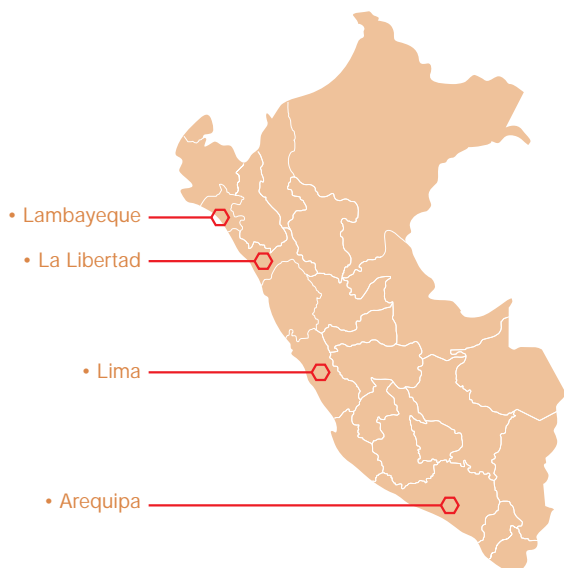 • Lambayeque
• La Libertad
• Lima
• Arequipa